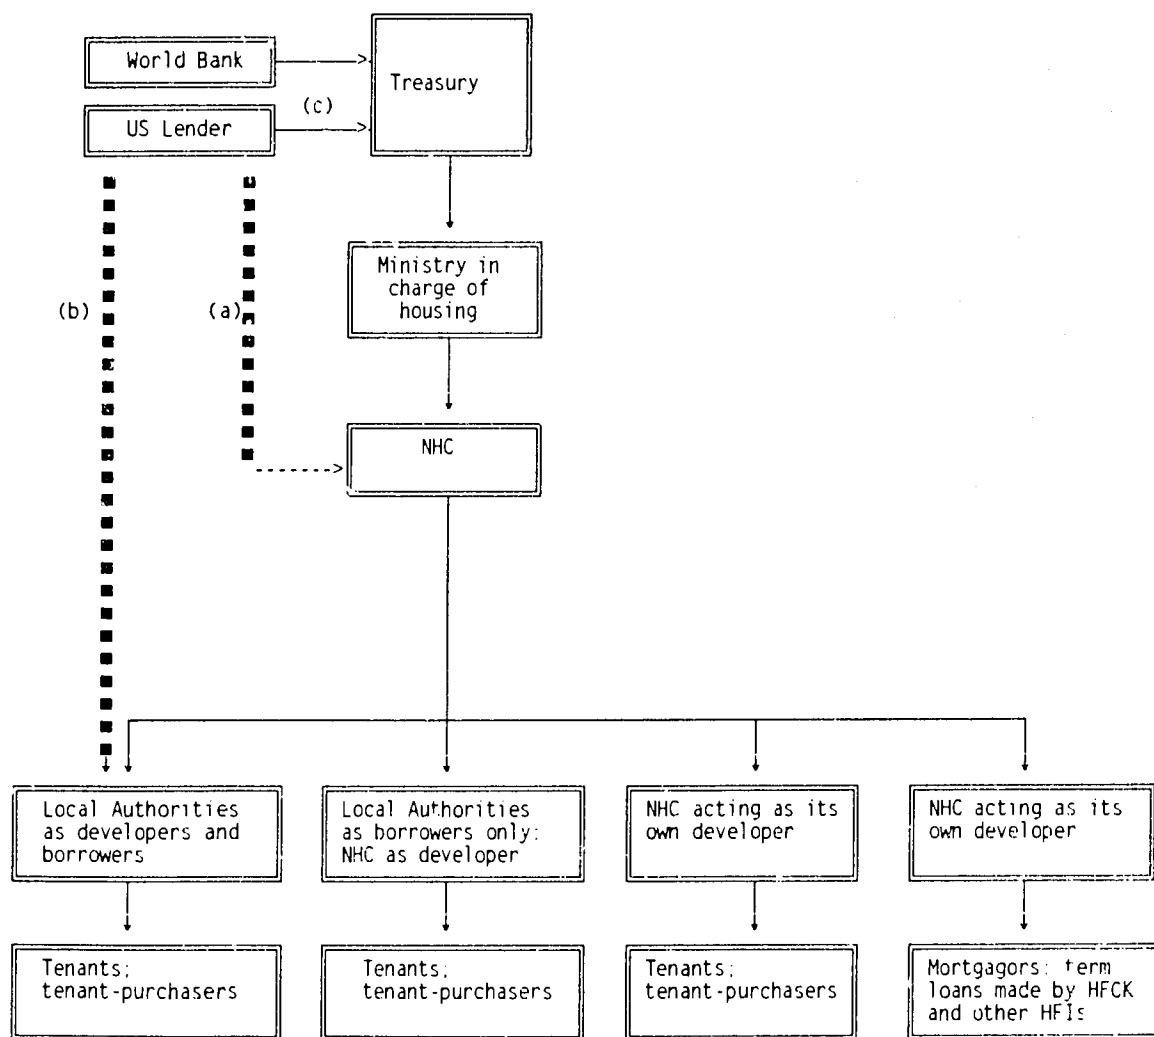 World Bank
Treasury
(c)
US Lender
Ministry in
charge of
housing
(b)
(a)
NHC
Local Authorities
as developers and
borrowers
Local Authorities
as borrowers only:
NHC as developer
NHC acting as its
own developer
NHC acting as its
own developer
Tenants;
tenant-purchasers
Tenants;
tenant-purchasers
Tenants;
tenant-purchasers
Mortgagors: term
loans made by HFCK
and other HFIs